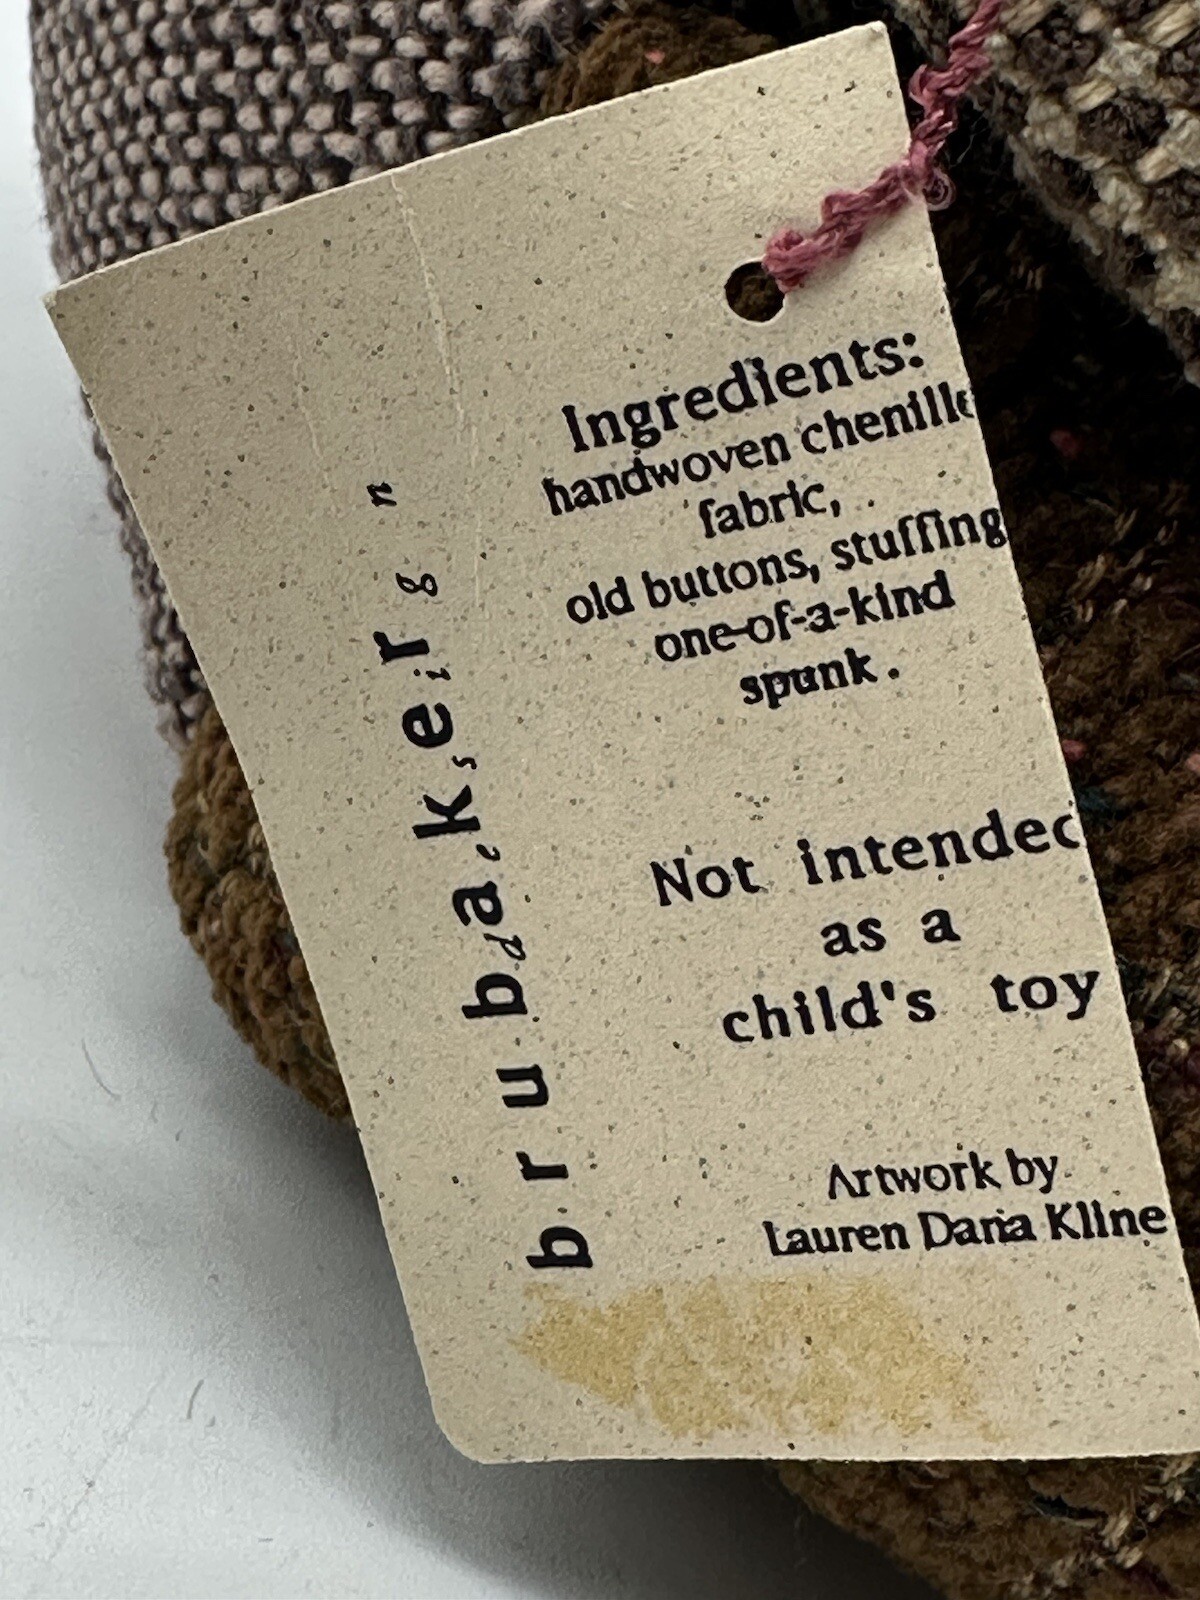 Ingredients:
handwoven chenille
fabric,
old buttons, stuffing
one-of-a-kind
spunk.
Not intended
as a
child's toy
Artwork by
Lauren Dana Kline
brubaker
design